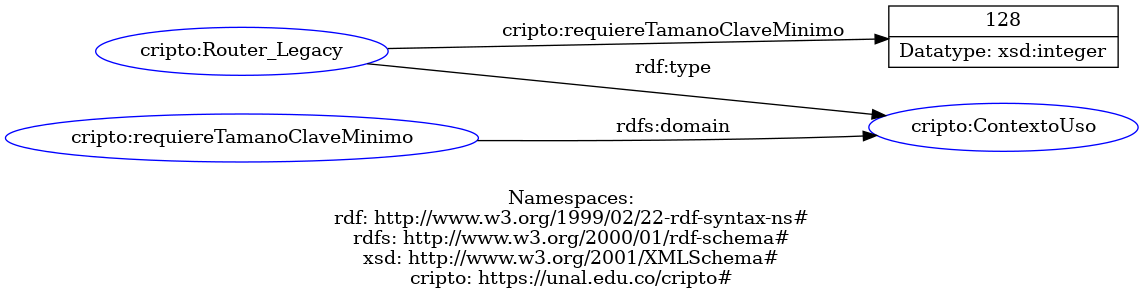 cripto:Router_Legacy
cripto:requiereTamanoClaveMinimo
128
Datatype: xsd:integer
rdf:type
cripto:requiereTamanoClaveMinimo
rdfs:domain
cripto:ContextoUso
Namespaces:
rdf: http://www.w3.org/1999/02/22-rdf-syntax-ns#
rdfs: http://www.w3.org/2000/01/rdf-schema#
xsd: http://www.w3.org/2001/XMLSchema#
cripto: https://unal.edu.co/cripto#